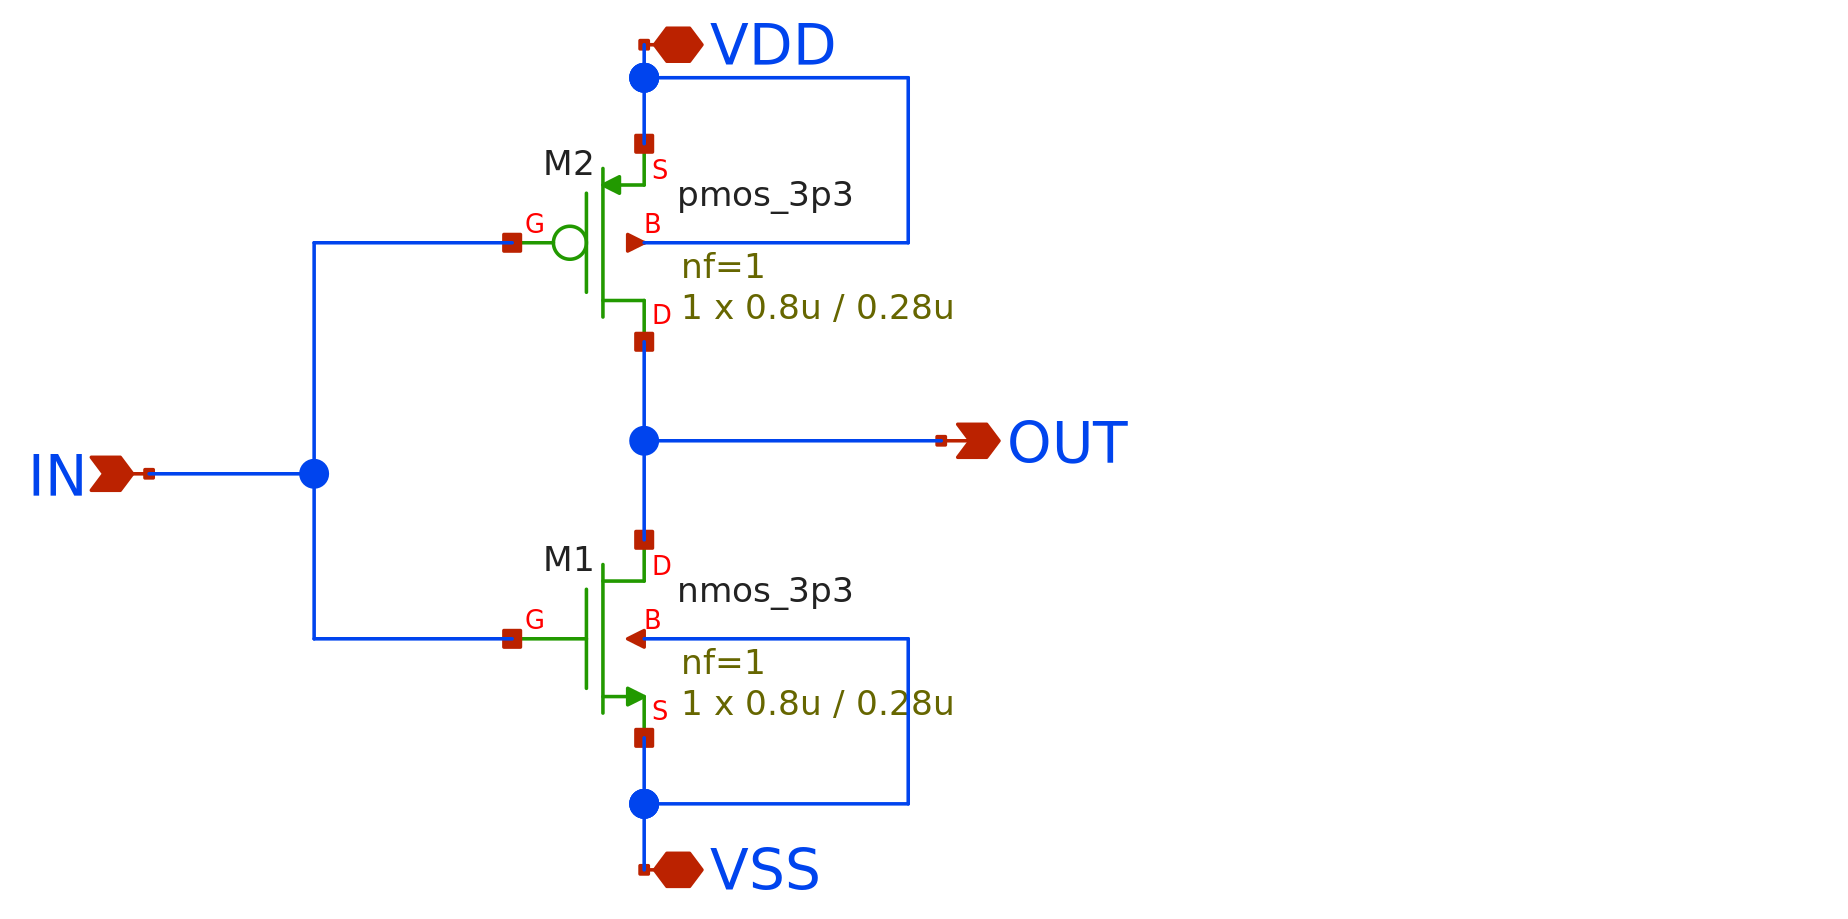 VDD
M2
S
pmos_3p3
G
B
nf=1
1 x 0.8u / 0.28u
D
OUT
IN
M1
D
nmos_3p3
G
B
nf=1
1 x 0.8u / 0.28u
S
VSS